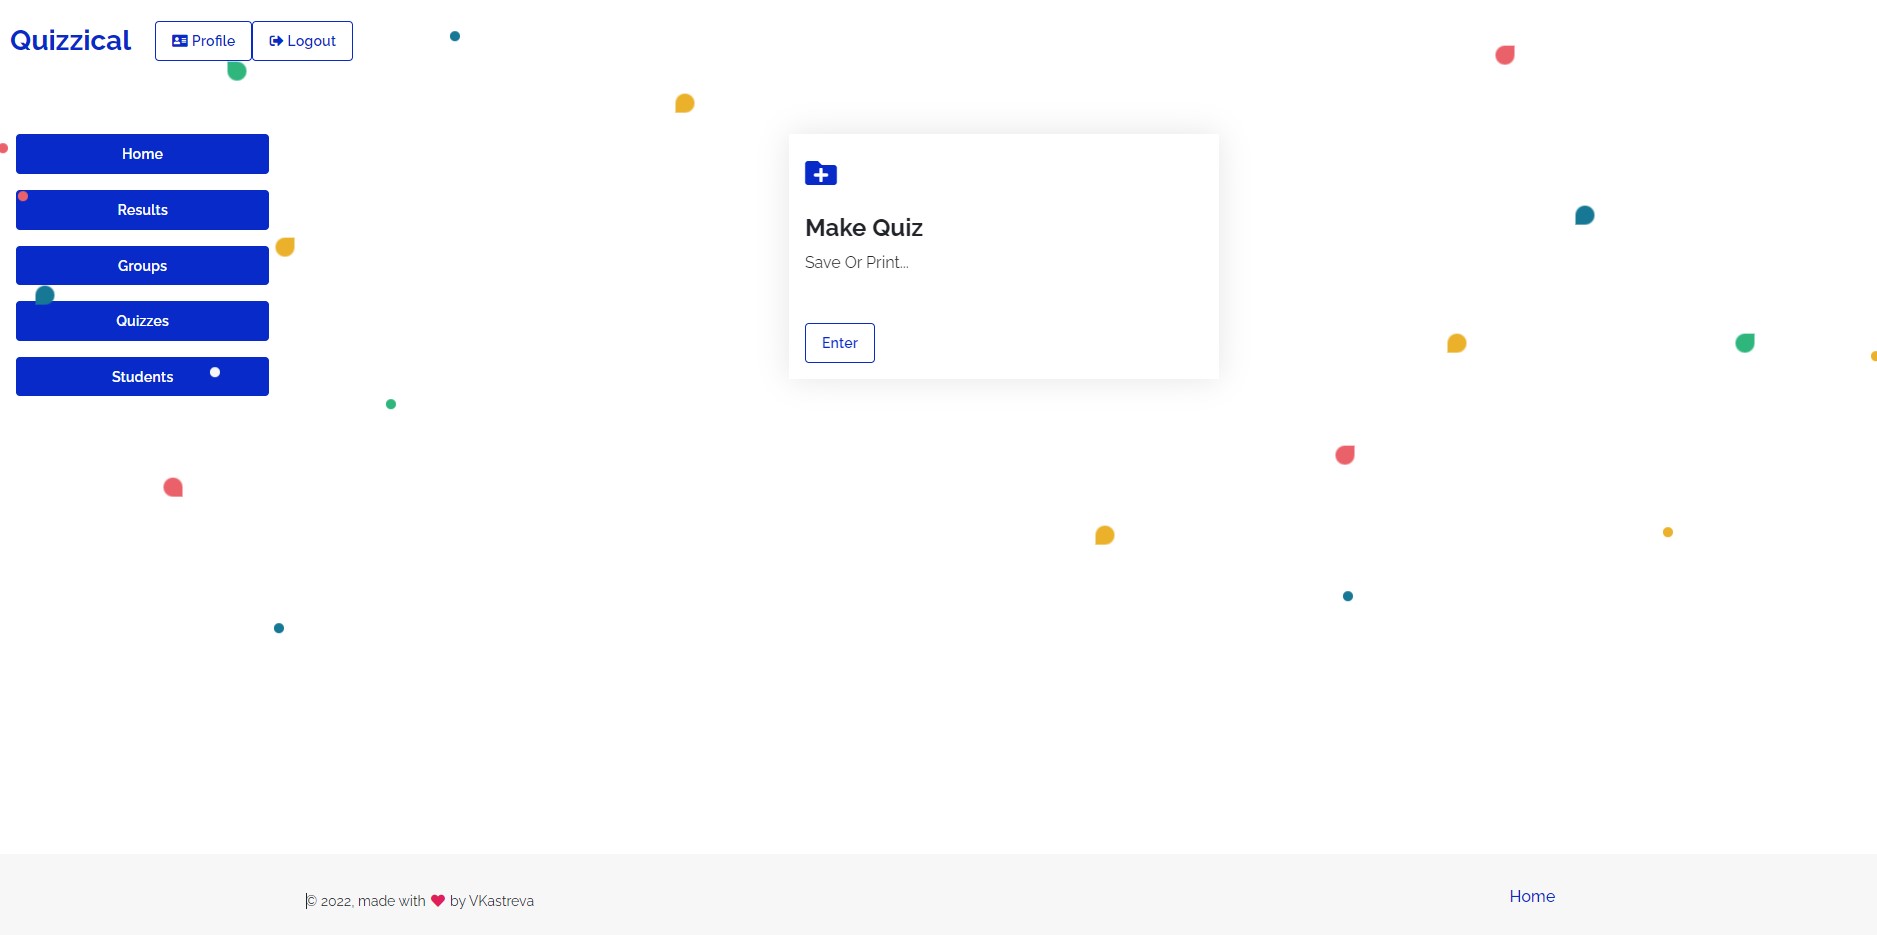 Quizzical
Profile
Logout
Home
Results
Groups
Quizzes
Students
Make Quiz
Save Or Print...
Enter
© 2022, made with by VKastreva
Home